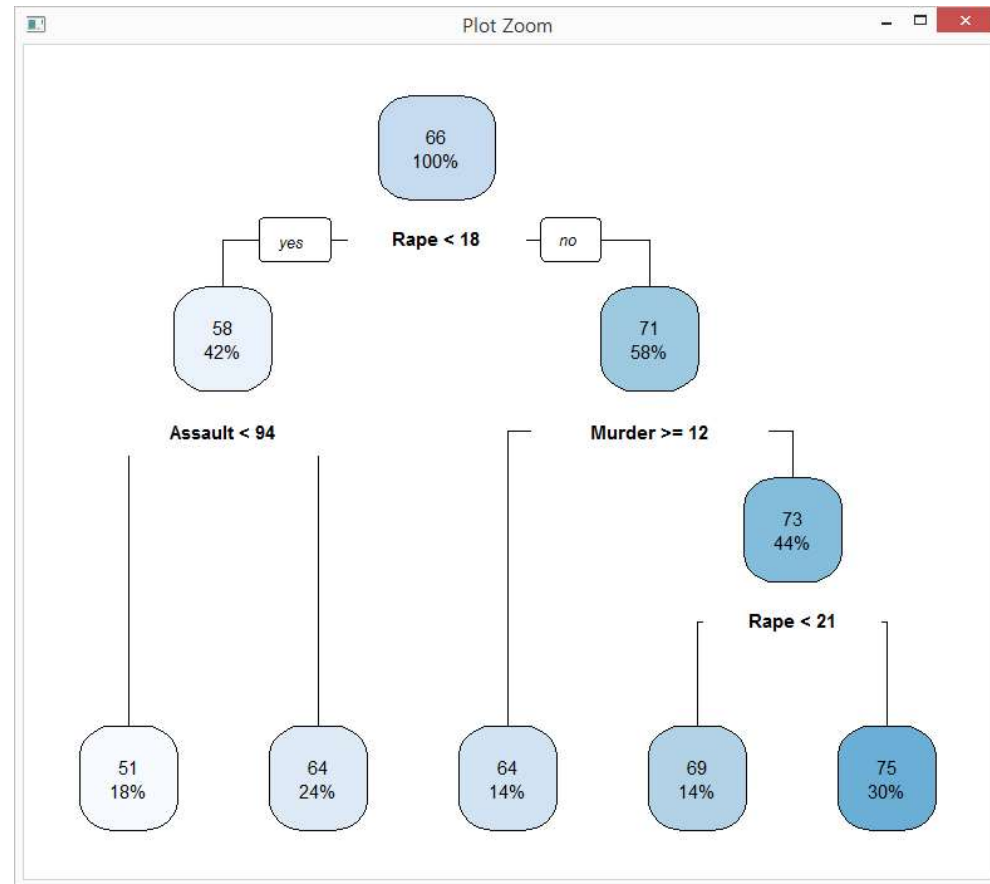 Plot Zoom
66
100%
yes
Rape < 18
no
58
42%
71
58%
Assault < 94
Murder >= 12
73
44%
Rape < 21
51
18%
64
24%
64
14%
69
14%
75
30%